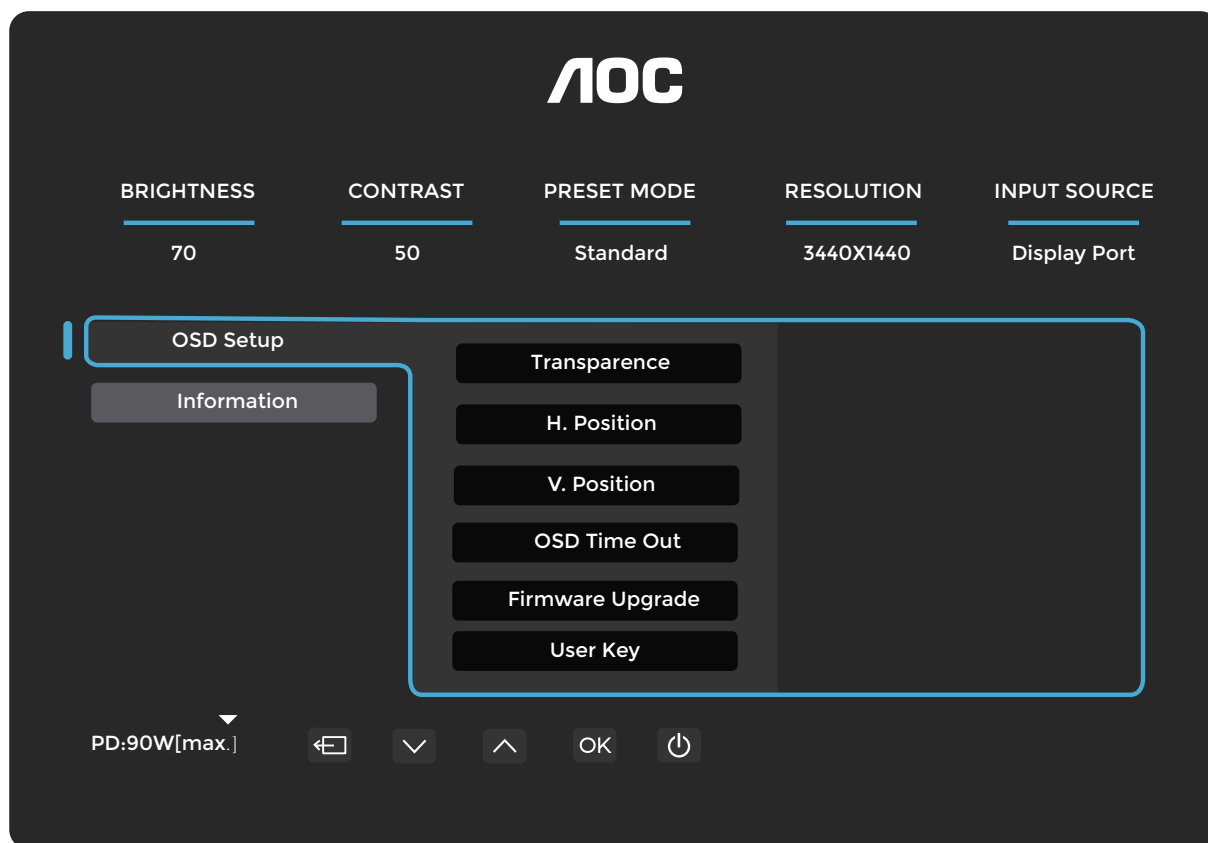 AOC
BRIGHTNESS CONTRAST PRESET MODE RESOLUTION INPUT SOURCE
70 50 Standard 3440X1440 Display Port
OSD Setup
Transparence
Information
H. Position
V. Position
OSD Time Out
Firmware Upgrade
User Key
PD:90W[max.] OK